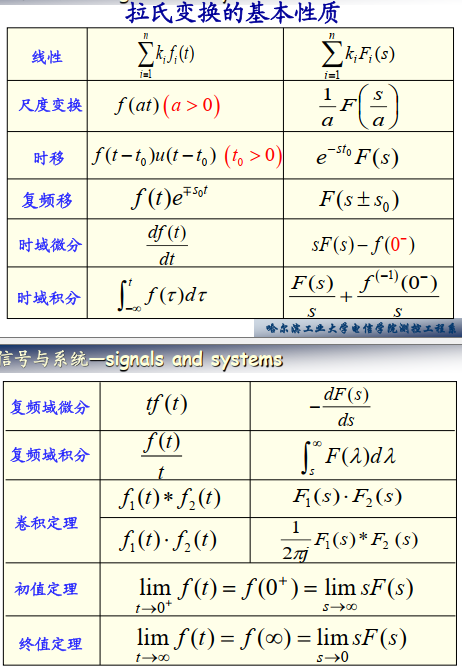 拉氏变换的基本性质
线性 \sum_{i=1}^{n} k_i f_i(t) \sum_{i=1}^{n} k_i F_i(s)
尺度变换 f(at)(a>0) \frac{1}{a}F\left(\frac{s}{a}\right)
时移 f(t-t_0)u(t-t_0) (t_0>0) e^{-st_0}F(s)
复频移 f(t)e^{\mp s_0 t} F(s \pm s_0)
时域微分 \frac{df(t)}{dt} sF(s)-f(0^-)
时域积分 \int_{-\infty}^{t} f(\tau)d\tau \frac{F(s)}{s}+\frac{f^{(-1)}(0^-)}{s}
哈尔滨工业大学电信学院测控工程系
信号与系统—signals and systems
复频域微分 tf(t) -\frac{dF(s)}{ds}
复频域积分 \frac{f(t)}{t} \int_{s}^{\infty} F(\lambda)d\lambda
卷积定理 f_1(t)*f_2(t) F_1(s)\cdot F_2(s)
f_1(t)\cdot f_2(t) \frac{1}{2\pi j}F_1(s)*F_2(s)
初值定理 \lim_{t\to 0^+} f(t)=f(0^+)=\lim_{s\to\infty} sF(s)
终值定理 \lim_{t\to\infty} f(t)=f(\infty)=\lim_{s\to 0} sF(s)